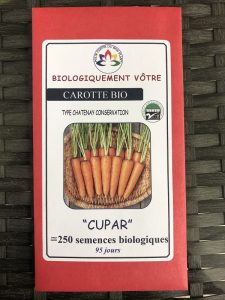 BIOLOGIQUEMENT VÔTRE
CAROTTE BIO
TYPE CHATENAY CONSERVATION
"CUPAR"
250 semences biologiques
95 jours